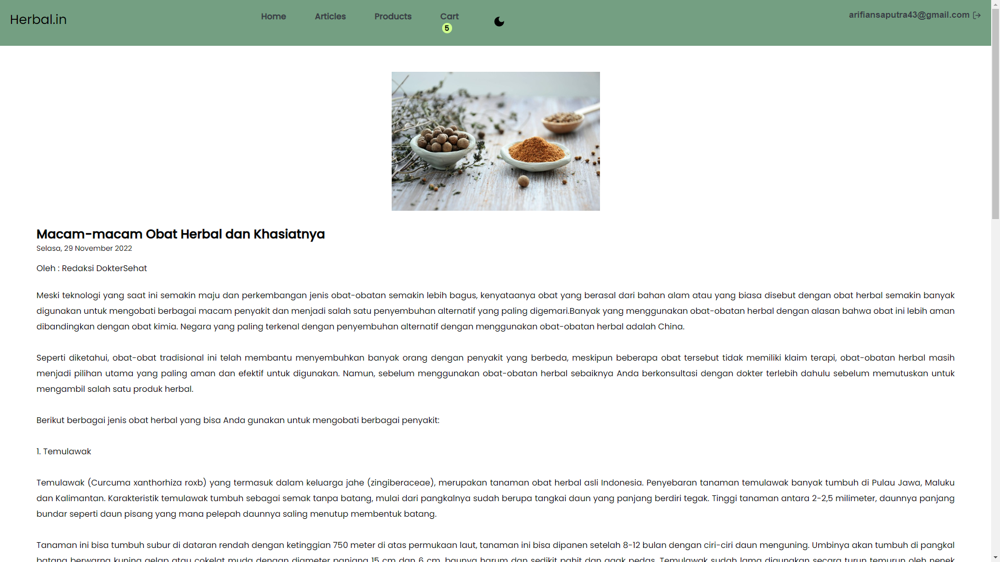 Herbal.in
Home
Articles
Products
Cart
5
arifiansaputra43@gmail.com
Macam-macam Obat Herbal dan Khasiatnya
Selasa, 29 November 2022
Oleh : Redaksi DokterSehat
Meski teknologi yang saat ini semakin maju dan perkembangan jenis obat-obatan semakin lebih bagus, kenyataanya obat yang berasal dari bahan alam atau yang biasa disebut dengan obat herbal semakin banyak
digunakan untuk mengobati berbagai macam penyakit dan menjadi salah satu penyembuhan alternatif yang paling digemari.Banyak yang menggunakan obat-obatan herbal dengan alasan bahwa obat ini lebih aman
dibandingkan dengan obat kimia. Negara yang paling terkenal dengan penyembuhan alternatif dengan menggunakan obat-obatan herbal adalah China.
Seperti diketahui, obat-obat tradisional ini telah membantu menyembuhkan banyak orang dengan penyakit yang berbeda, meskipun beberapa obat tersebut tidak memiliki klaim terapi, obat-obatan herbal masih
menjadi pilihan utama yang paling aman dan efektif untuk digunakan. Namun, sebelum menggunakan obat-obatan herbal sebaiknya Anda berkonsultasi dengan dokter terlebih dahulu sebelum memutuskan untuk
mengambil salah satu produk herbal.
Berikut berbagai jenis obat herbal yang bisa Anda gunakan untuk mengobati berbagai penyakit:
1. Temulawak
Temulawak (Curcuma xanthorhiza roxb) yang termasuk dalam keluarga jahe (zingiberaceae), merupakan tanaman obat herbal asli Indonesia. Penyebaran tanaman temulawak banyak tumbuh di Pulau Jawa, Maluku
dan Kalimantan. Karakteristik temulawak tumbuh sebagai semak tanpa batang, mulai dari pangkalnya sudah berupa tangkai daun yang panjang berdiri tegak. Tinggi tanaman antara 2-2,5 milimeter, daunnya panjang
bundar seperti daun pisang yang mana pelepah daunnya saling menutup membentuk batang.
Tanaman ini bisa tumbuh subur di dataran rendah dengan ketinggian 750 meter di atas permukaan laut, tanaman ini bisa dipanen setelah 8-12 bulan dengan ciri-ciri daun menguning. Umbinya akan tumbuh di pangkal
batang berwarna kuning gelap atau cokelat muda dengan diameter panjang 15 cm dan 6 cm, baunya harum dan sedikit pahit dan agak pedas. Temulawak sudah lama digunakan secara turun temurun oleh nenek